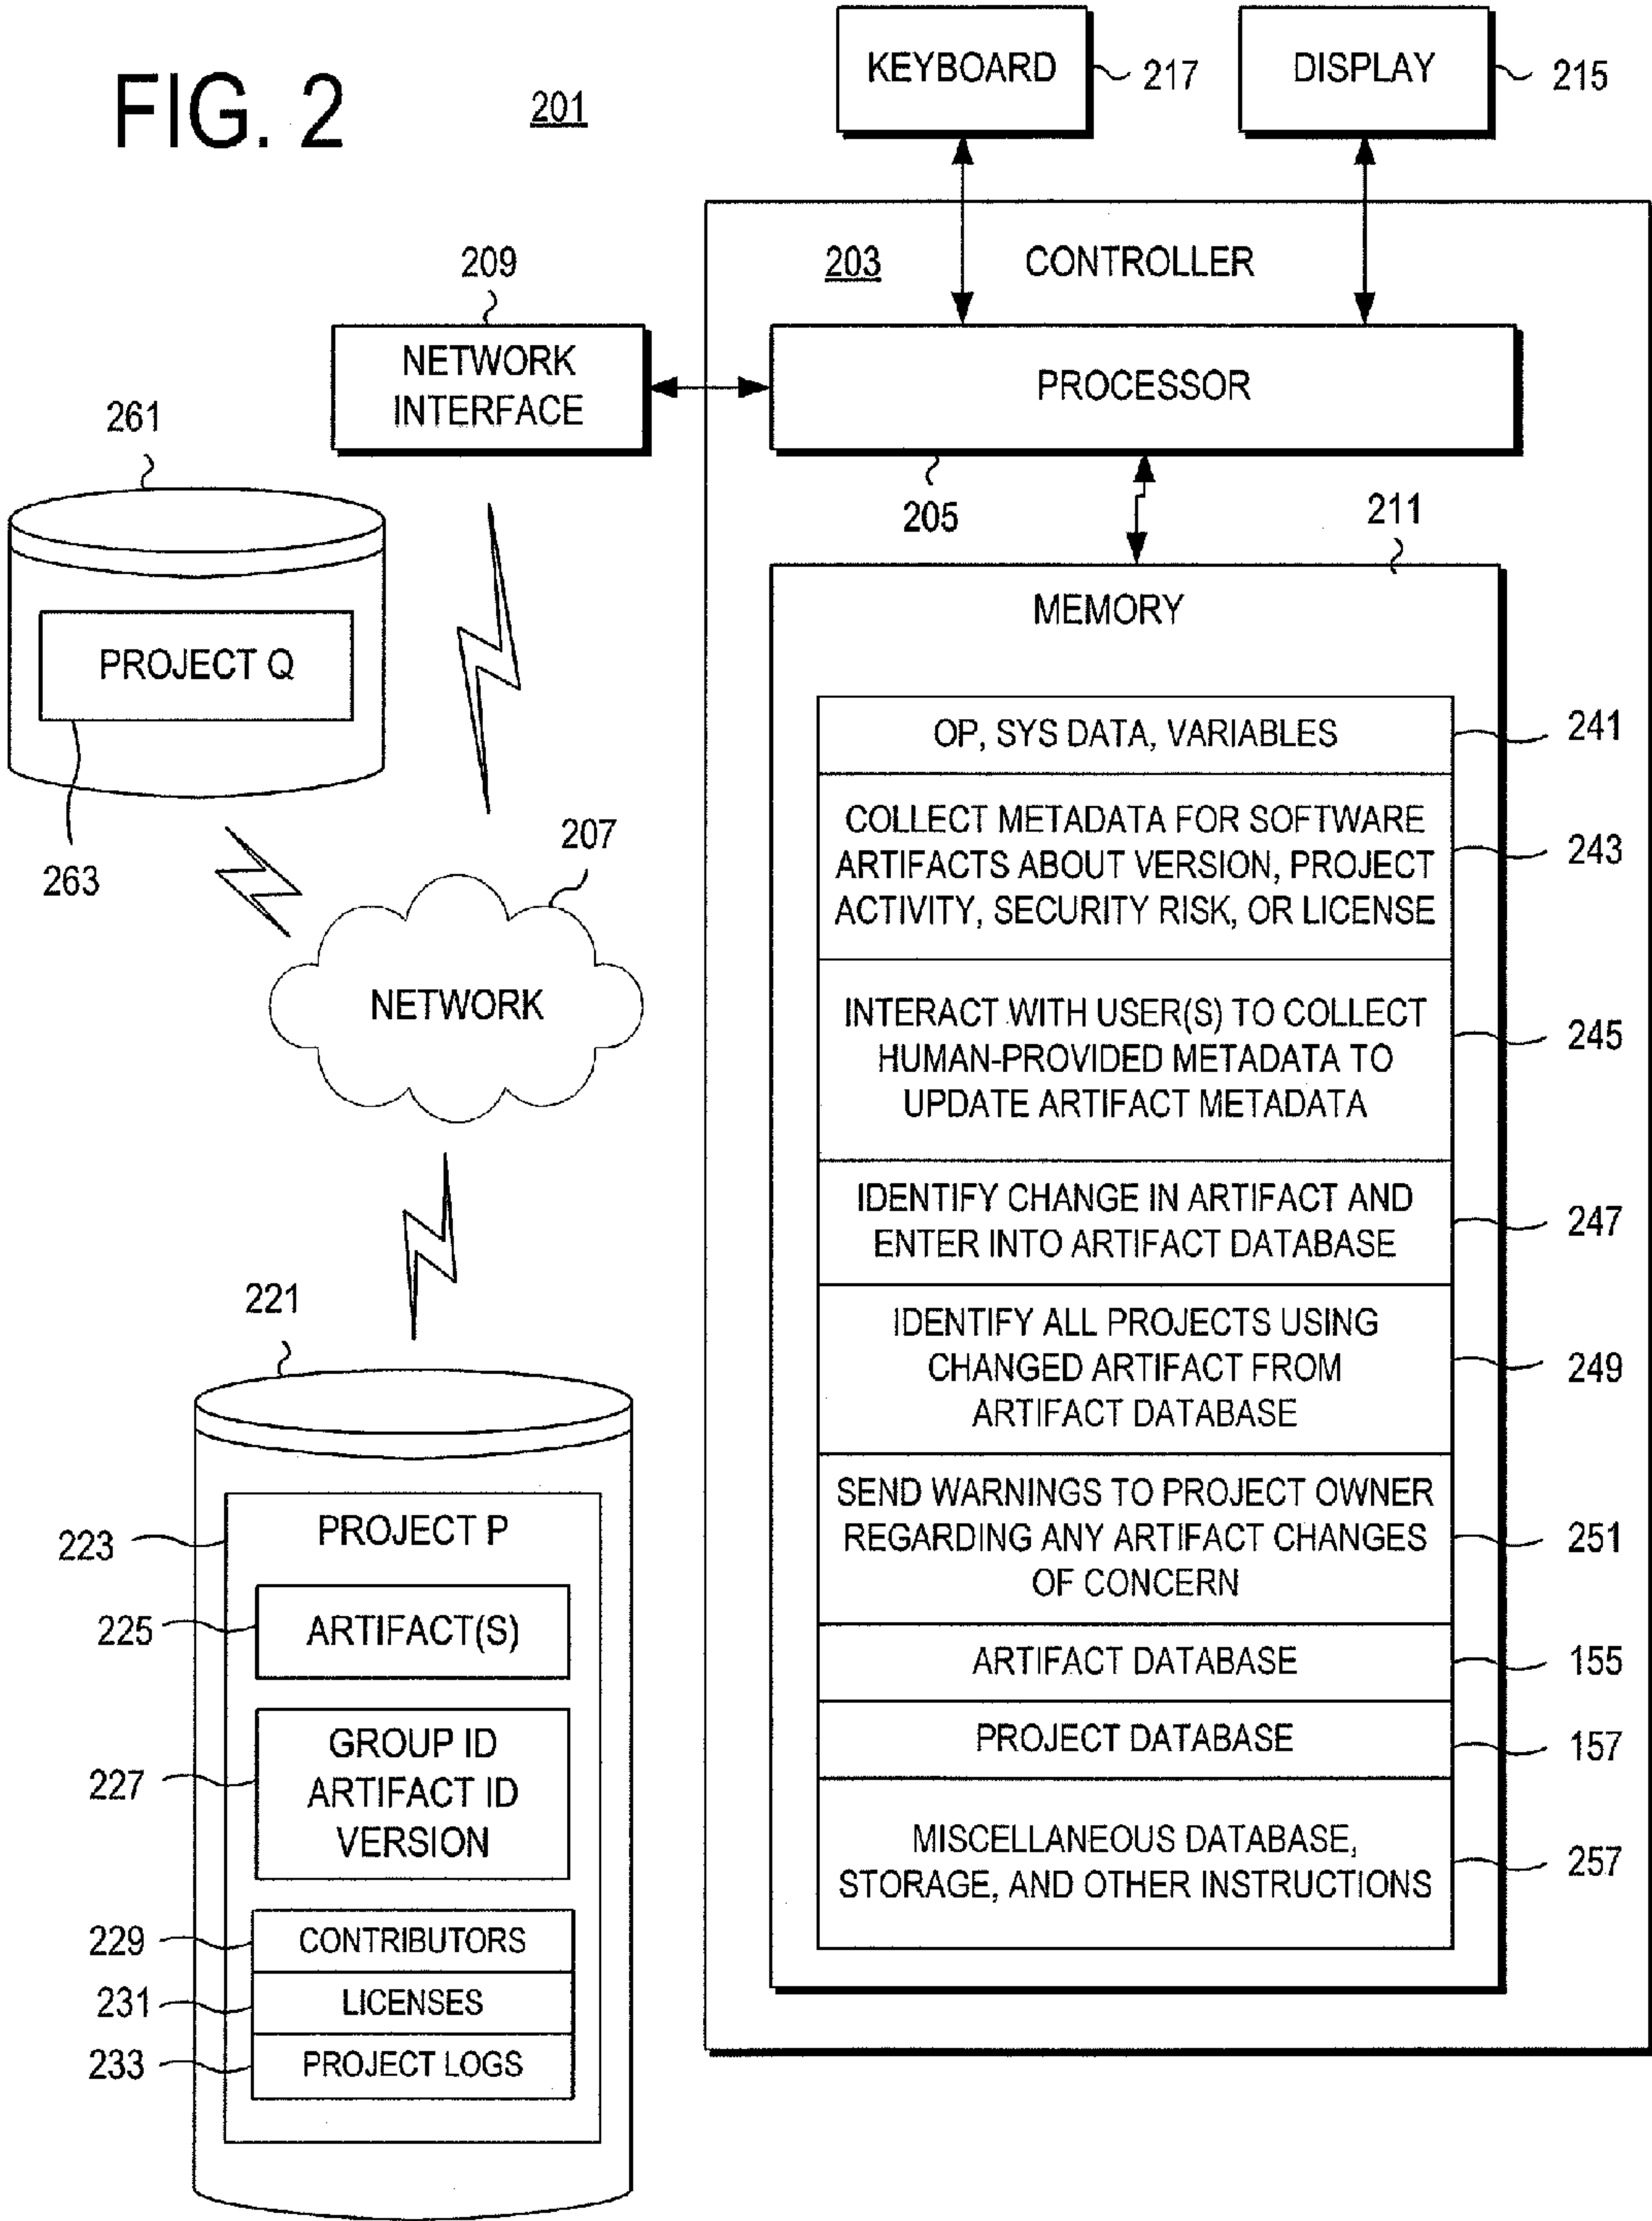 FIG. 2
201
KEYBOARD
217
DISPLAY
215
203
CONTROLLER
209
NETWORK
INTERFACE
PROCESSOR
205
261
PROJECT Q
263
207
NETWORK
211
MEMORY
OP, SYS DATA, VARIABLES
241
COLLECT METADATA FOR SOFTWARE
ARTIFACTS ABOUT VERSION, PROJECT
ACTIVITY, SECURITY RISK, OR LICENSE
243
INTERACT WITH USER(S) TO COLLECT
HUMAN-PROVIDED METADATA TO
UPDATE ARTIFACT METADATA
245
IDENTIFY CHANGE IN ARTIFACT AND
ENTER INTO ARTIFACT DATABASE
247
IDENTIFY ALL PROJECTS USING
CHANGED ARTIFACT FROM
ARTIFACT DATABASE
249
SEND WARNINGS TO PROJECT OWNER
REGARDING ANY ARTIFACT CHANGES
OF CONCERN
251
ARTIFACT DATABASE
155
PROJECT DATABASE
157
MISCELLANEOUS DATABASE,
STORAGE, AND OTHER INSTRUCTIONS
257
221
223
PROJECT P
225
ARTIFACT(S)
227
GROUP ID
ARTIFACT ID
VERSION
229
CONTRIBUTORS
231
LICENSES
233
PROJECT LOGS